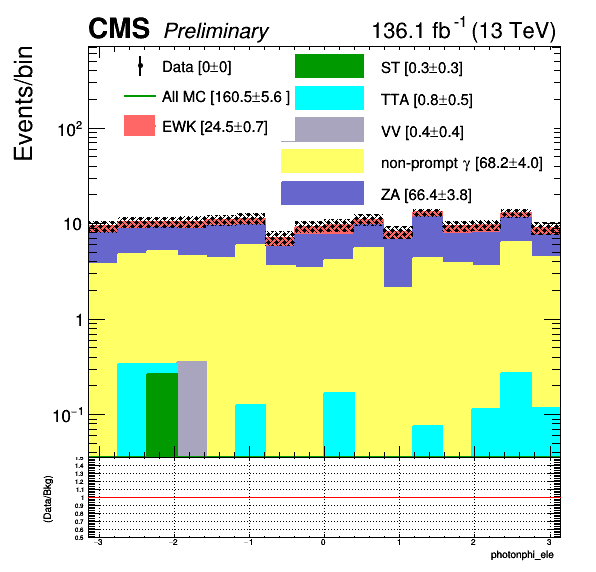 CMS Preliminary 136.1 fb⁻¹ (13 TeV)
Events/bin
Data [0±0]
All MC [160.5±5.6 ]
EWK [24.5±0.7]
ST [0.3±0.3]
TTA [0.8±0.5]
VV [0.4±0.4]
non-prompt γ [68.2±4.0]
ZA [66.4±3.8]
10²
10
1
10⁻¹
(Data/Bkg)
1.5
1.4
1.3
1.2
1.1
1
0.9
0.8
0.7
0.6
0.5
−3 −2 −1 0 1 2 3
photonphi_ele